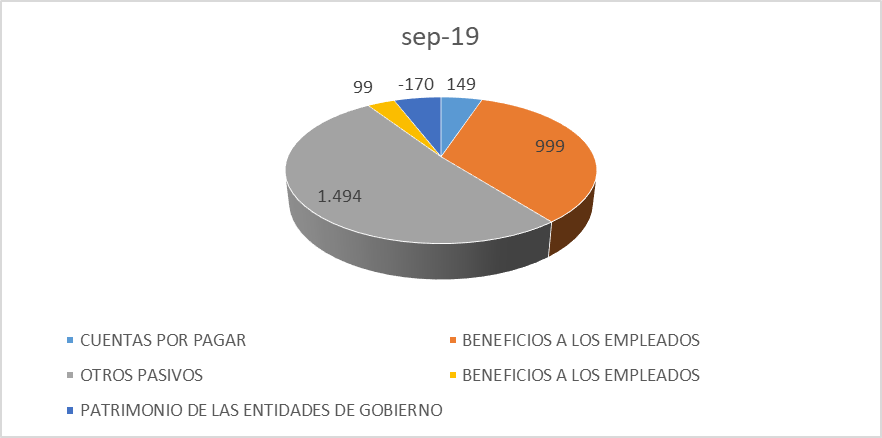 sep-19
99 -170 149
999
1.494
CUENTAS POR PAGAR BENEFICIOS A LOS EMPLEADOS
OTROS PASIVOS BENEFICIOS A LOS EMPLEADOS
PATRIMONIO DE LAS ENTIDADES DE GOBIERNO